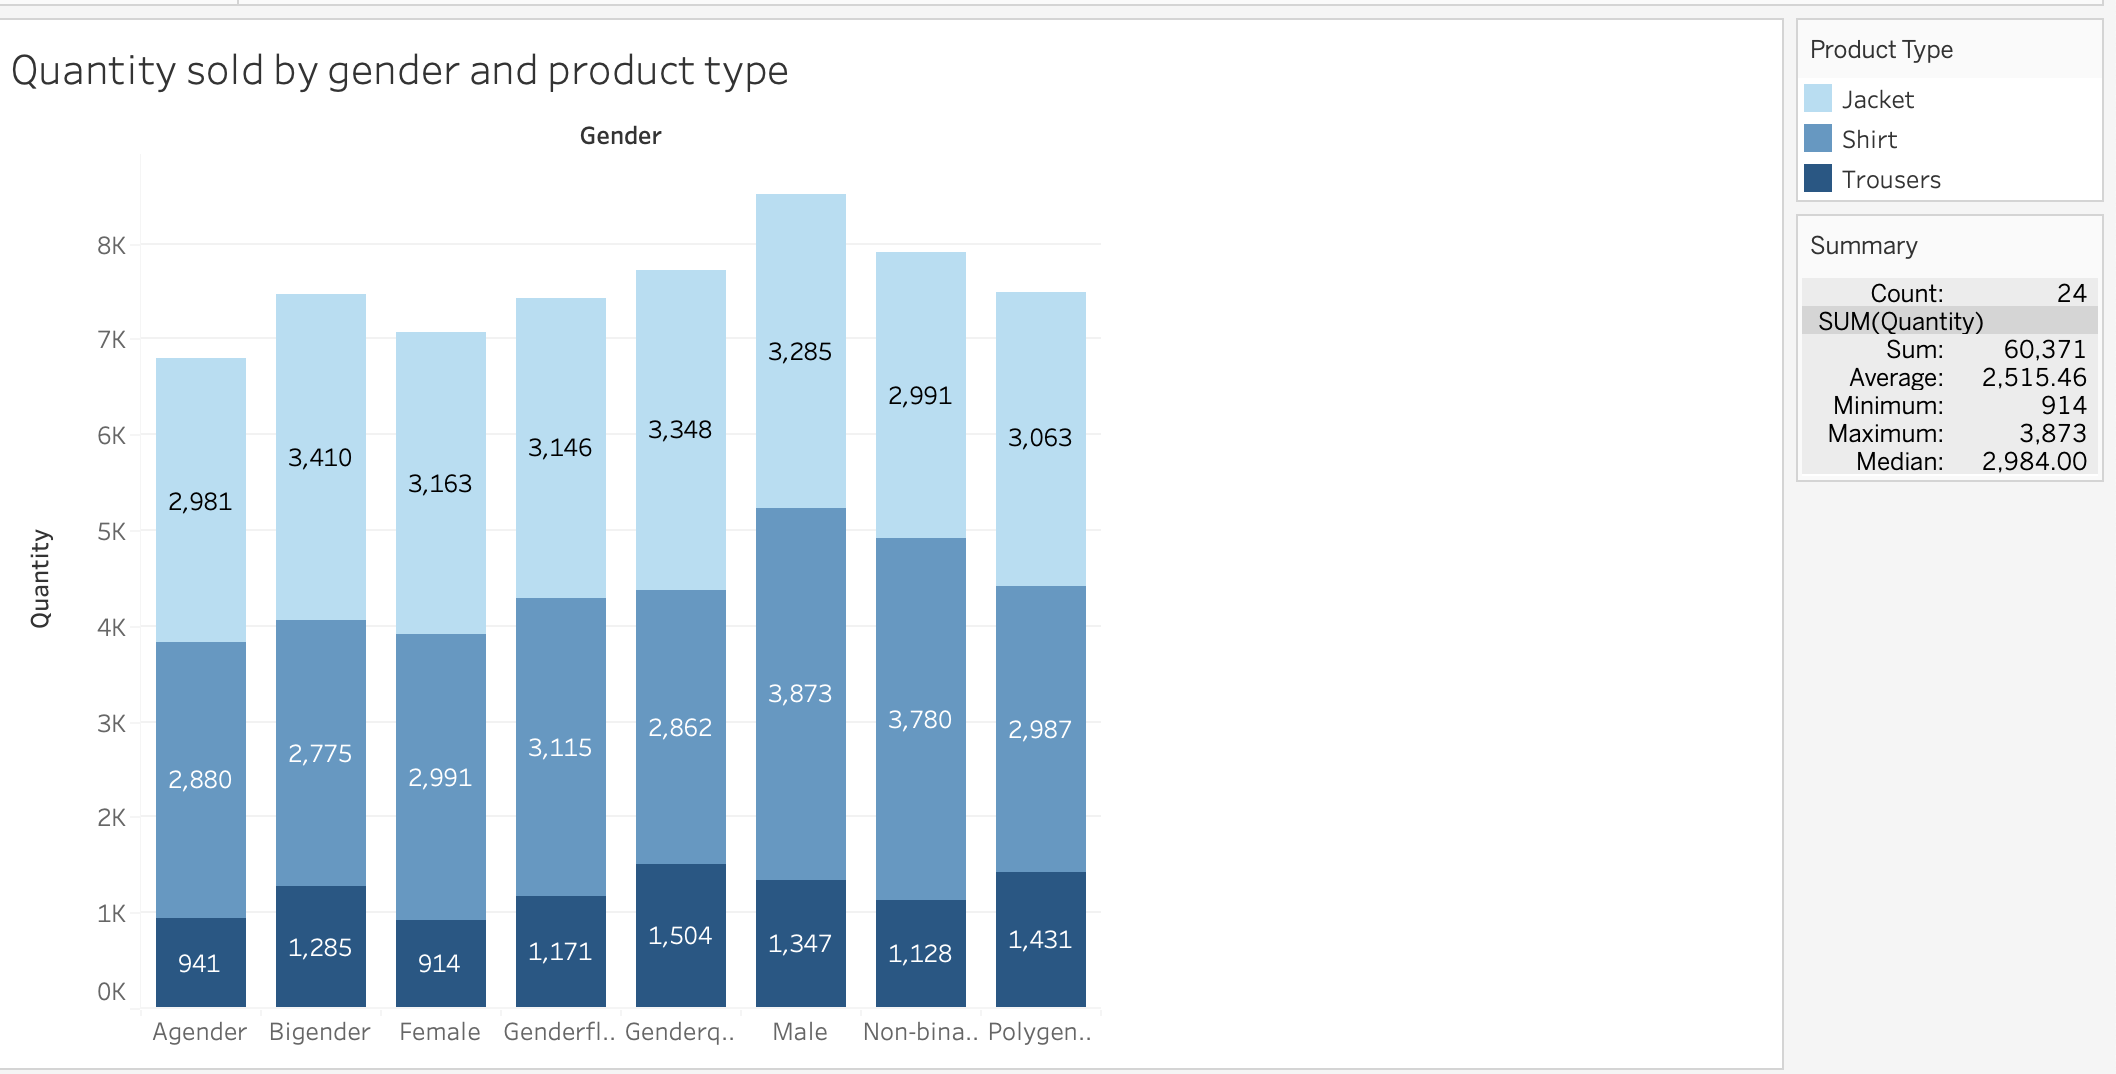 Quantity sold by gender and product type
Gender
Quantity
8K
7K
6K
5K
4K
3K
2K
1K
0K
2,981
3,410
3,163
3,146
3,348
3,285
2,991
3,063
2,880
2,775
2,991
3,115
2,862
3,873
3,780
2,987
941
1,285
914
1,171
1,504
1,347
1,128
1,431
Agender Bigender Female Genderfl.. Genderq.. Male Non-bina.. Polygen..
Product Type
Jacket
Shirt
Trousers
Summary
Count: 24
SUM(Quantity)
Sum: 60,371
Average: 2,515.46
Minimum: 914
Maximum: 3,873
Median: 2,984.00